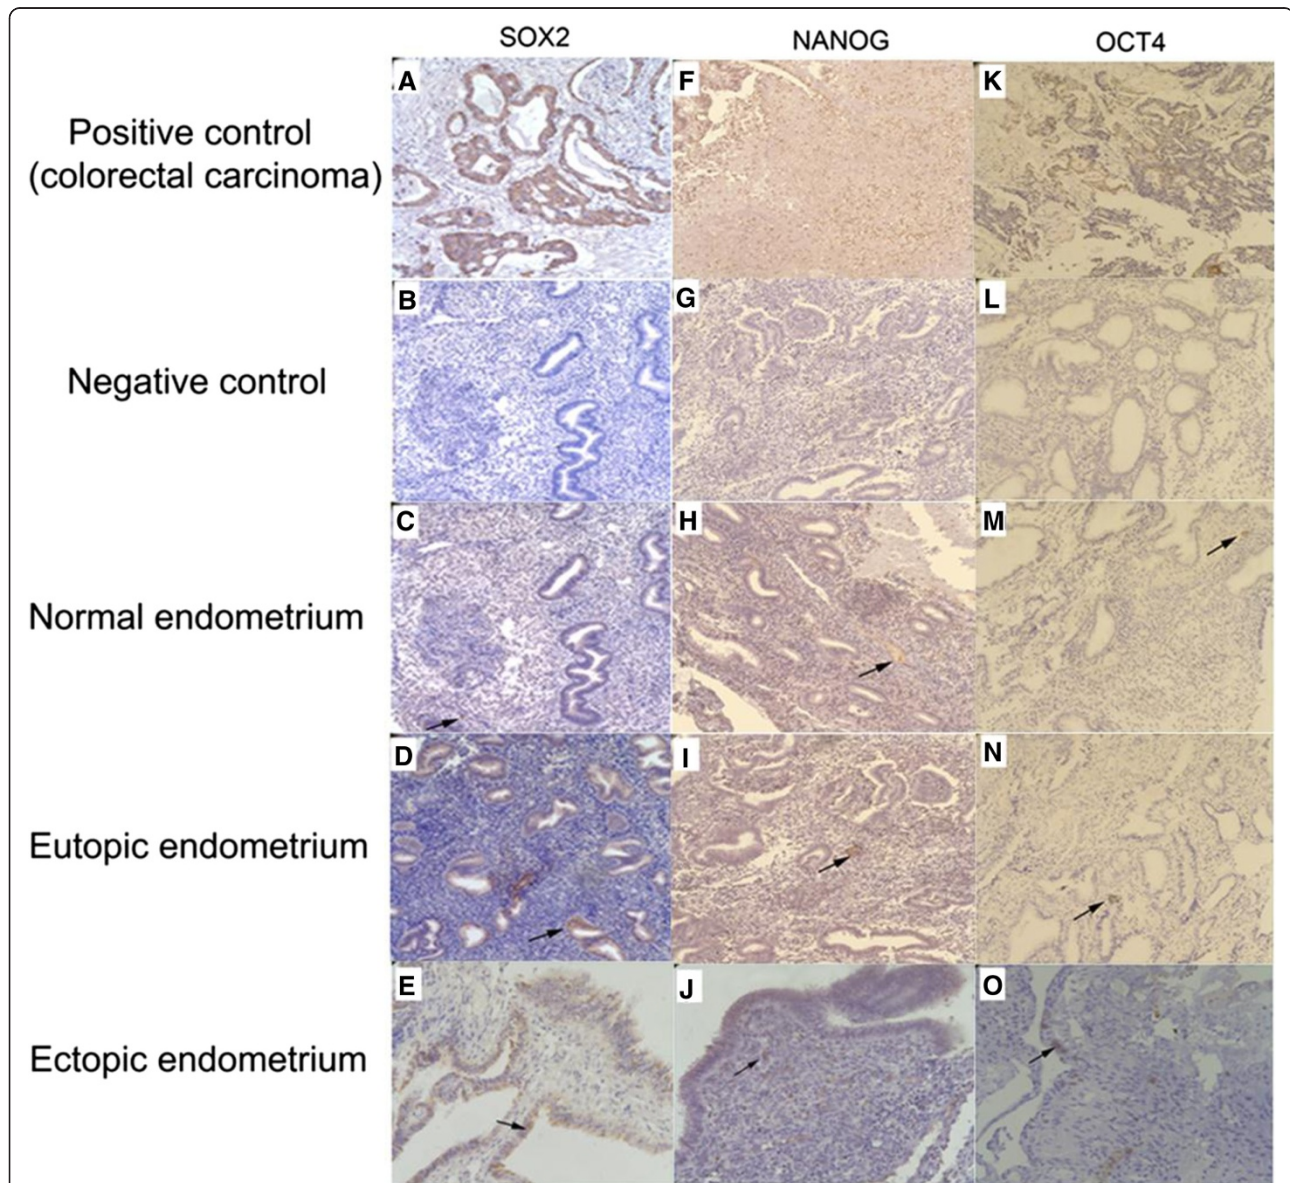 SOX2 NANOG OCT4
A F K
Positive control
(colorectal carcinoma)
B G L
Negative control
C H M
Normal endometrium
D I N
Eutopic endometrium
E J O
Ectopic endometrium